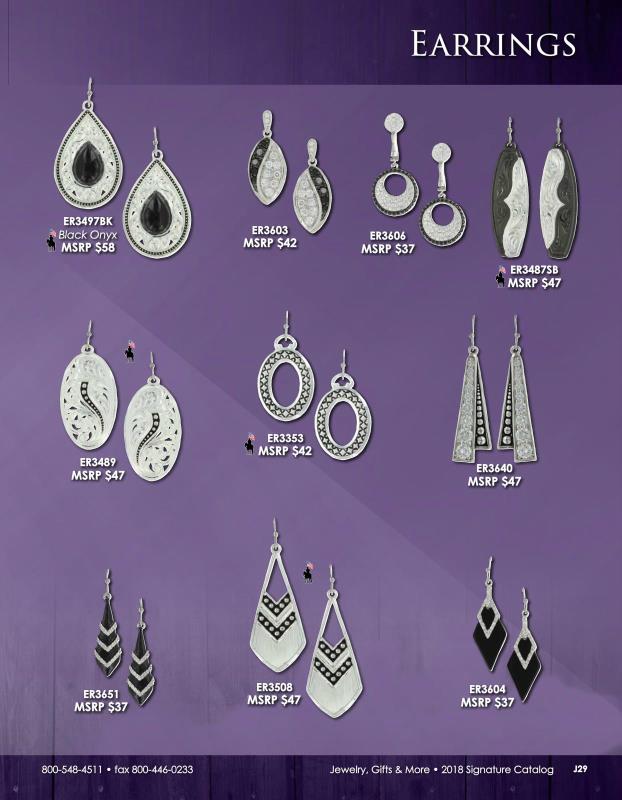 EARRINGS
ER3497BK
Black Onyx
MSRP $58
ER3603
MSRP $42
ER3606
MSRP $37
ER3487SB
MSRP $47
ER3489
MSRP $47
ER3353
MSRP $42
ER3640
MSRP $47
ER3651
MSRP $37
ER3508
MSRP $47
ER3604
MSRP $37
800-548-4511 • fax 800-446-0233
Jewelry, Gifts & More • 2018 Signature Catalog J29